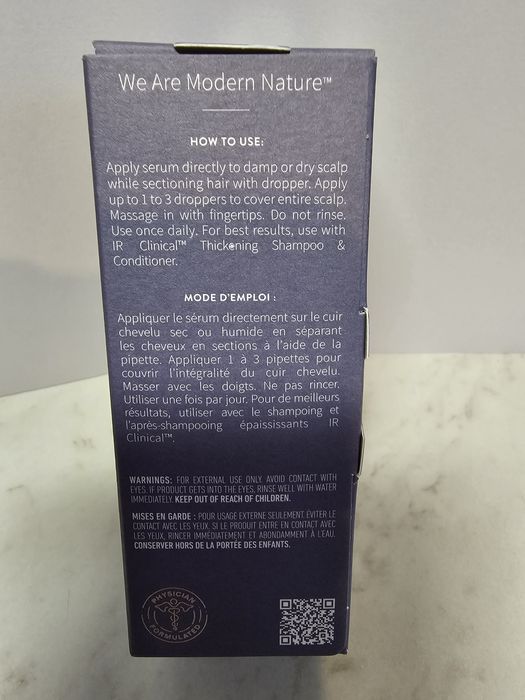 We Are Modern Nature™
HOW TO USE:
Apply serum directly to damp or dry scalp
while sectioning hair with dropper. Apply
up to 1 to 3 droppers to cover entire scalp.
Massage in with fingertips. Do not rinse.
Use once daily. For best results, use with
IR Clinical™ Thickening Shampoo &
Conditioner.
MODE D'EMPLOI :
Appliquer le sérum directement sur le cuir
chevelu sec ou humide en séparant
les cheveux en sections à l'aide de la
pipette. Appliquer 1 à 3 pipettes pour
couvrir l'intégralité du cuir chevelu.
Masser avec les doigts. Ne pas rincer.
Utiliser une fois par jour. Pour de meilleurs
résultats, utiliser avec le shampoing et
l'après-shampooing épaississants IR
Clinical™.
WARNINGS: FOR EXTERNAL USE ONLY. AVOID CONTACT WITH
EYES. IF PRODUCT GETS INTO THE EYES, RINSE WELL WITH WATER
IMMEDIATELY. KEEP OUT OF REACH OF CHILDREN.
MISES EN GARDE : POUR USAGE EXTERNE SEULEMENT. ÉVITER LE
CONTACT AVEC LES YEUX. SI LE PRODUIT ENTRE EN CONTACT AVEC
LES YEUX, RINCER IMMÉDIATEMENT ET ABONDAMMENT À L'EAU.
CONSERVER HORS DE LA PORTÉE DES ENFANTS.
PHYSICIAN
FORMULATED